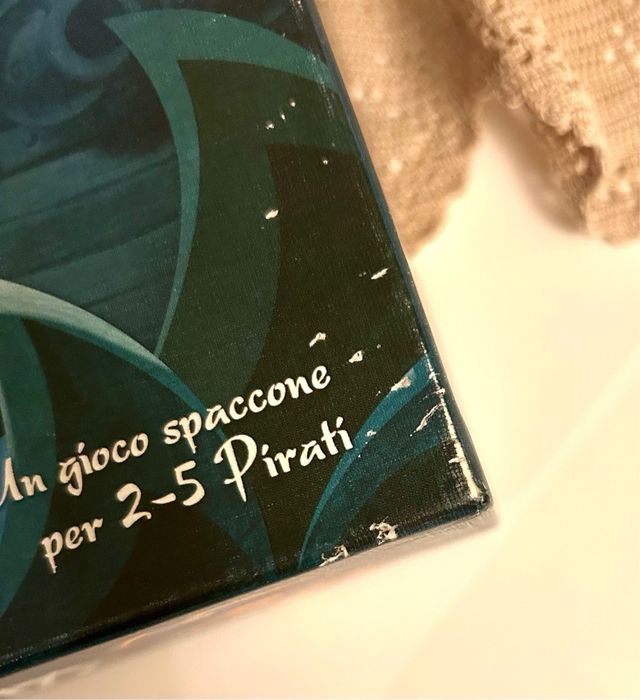 Un gioco spaccone
per 2-5 Pirati